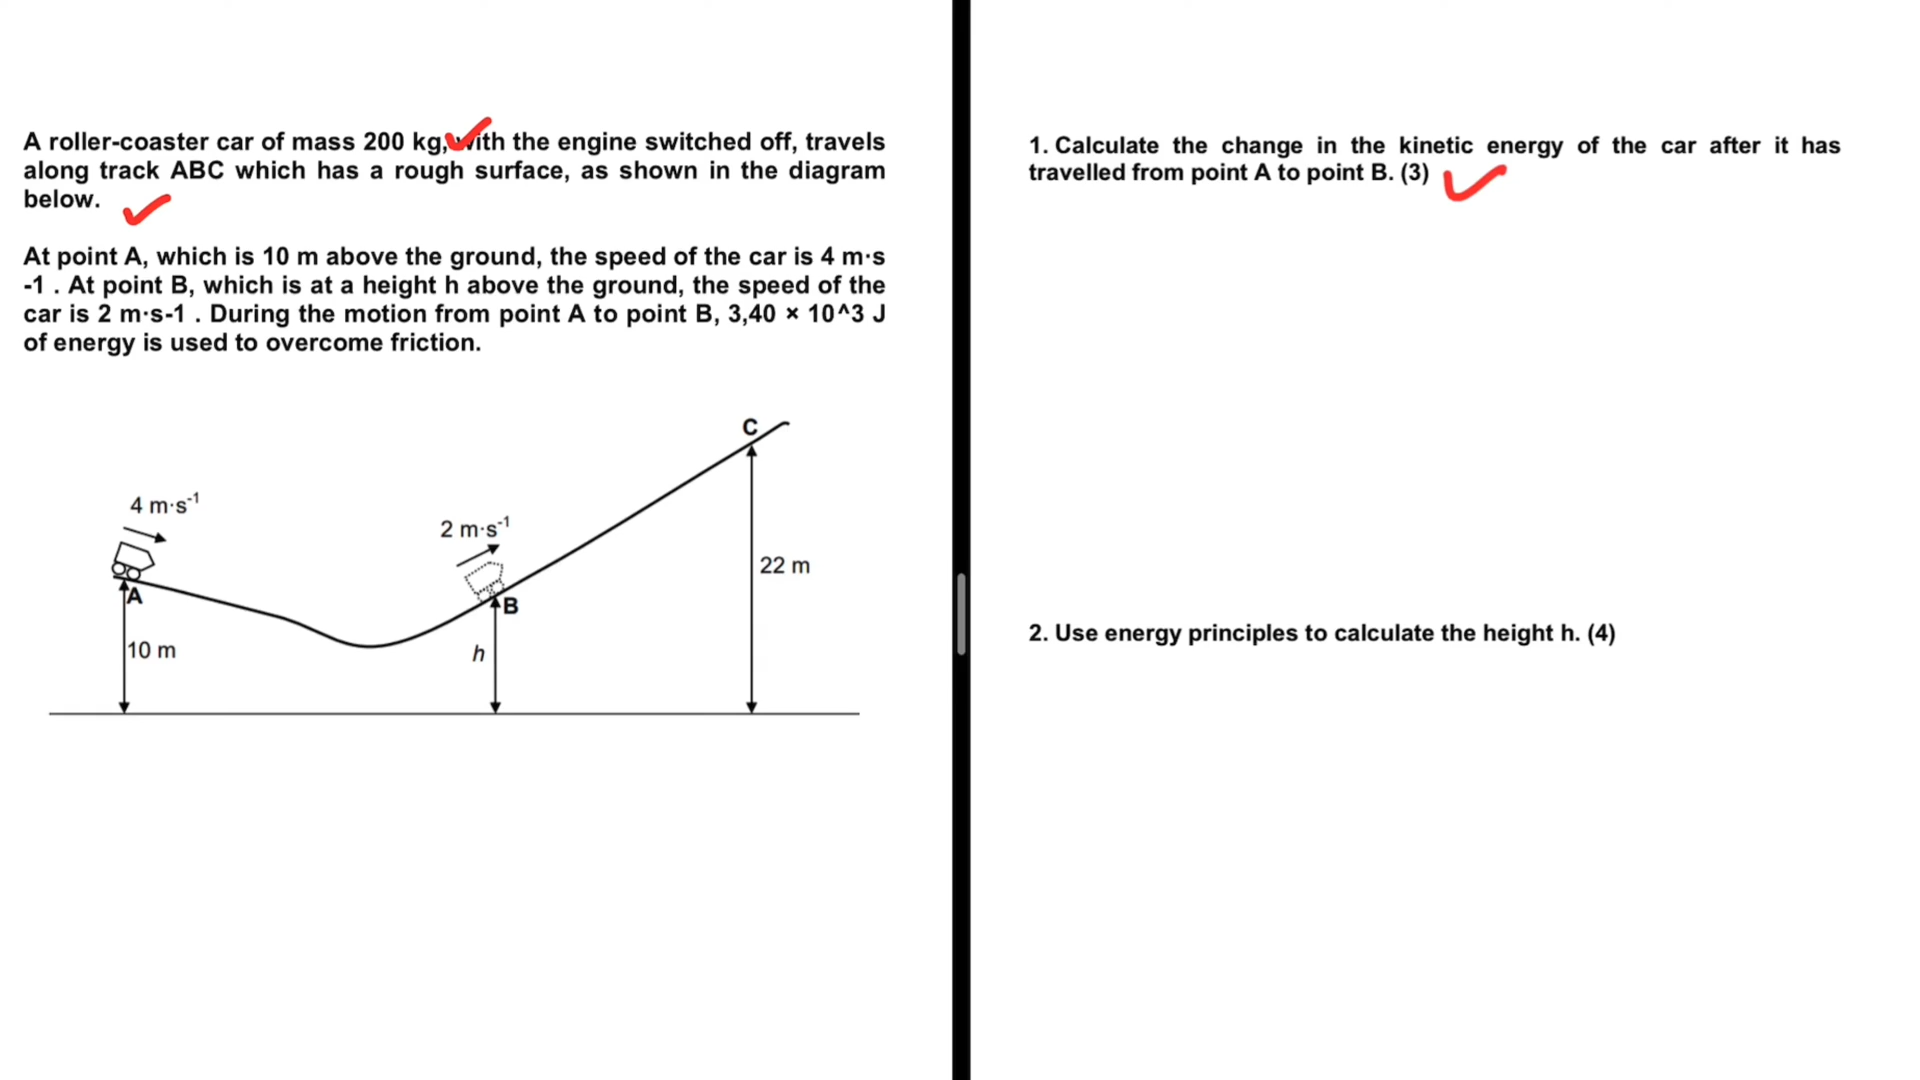 A roller-coaster car of mass 200 kg, with the engine switched off, travels
along track ABC which has a rough surface, as shown in the diagram
below.
At point A, which is 10 m above the ground, the speed of the car is 4 m·s
-1 . At point B, which is at a height h above the ground, the speed of the
car is 2 m·s-1 . During the motion from point A to point B, 3,40 × 10^3 J
of energy is used to overcome friction.
C
4 m·s⁻¹
2 m·s⁻¹
22 m
A
B
10 m
h
1. Calculate the change in the kinetic energy of the car after it has
travelled from point A to point B. (3)
2. Use energy principles to calculate the height h. (4)